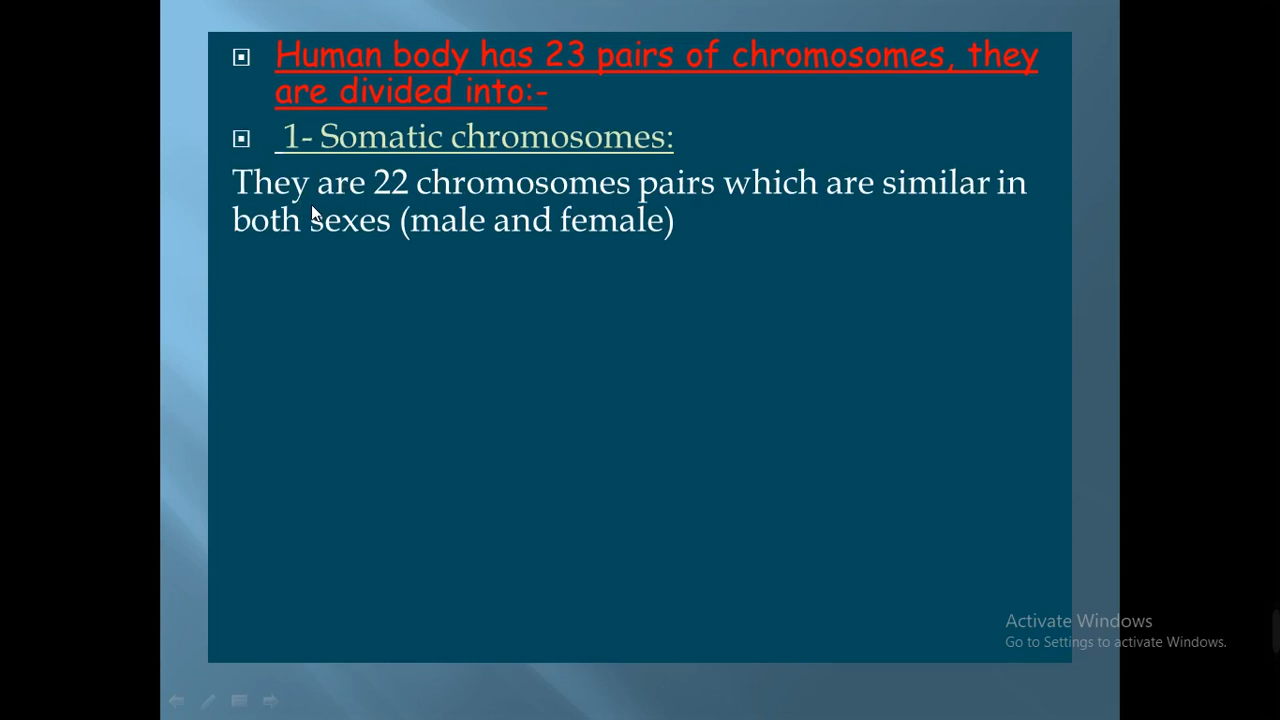 Human body has 23 pairs of chromosomes, they
are divided into:-
1- Somatic chromosomes:
They are 22 chromosomes pairs which are similar in
both sexes (male and female)
Activate Windows
Go to Settings to activate Windows.